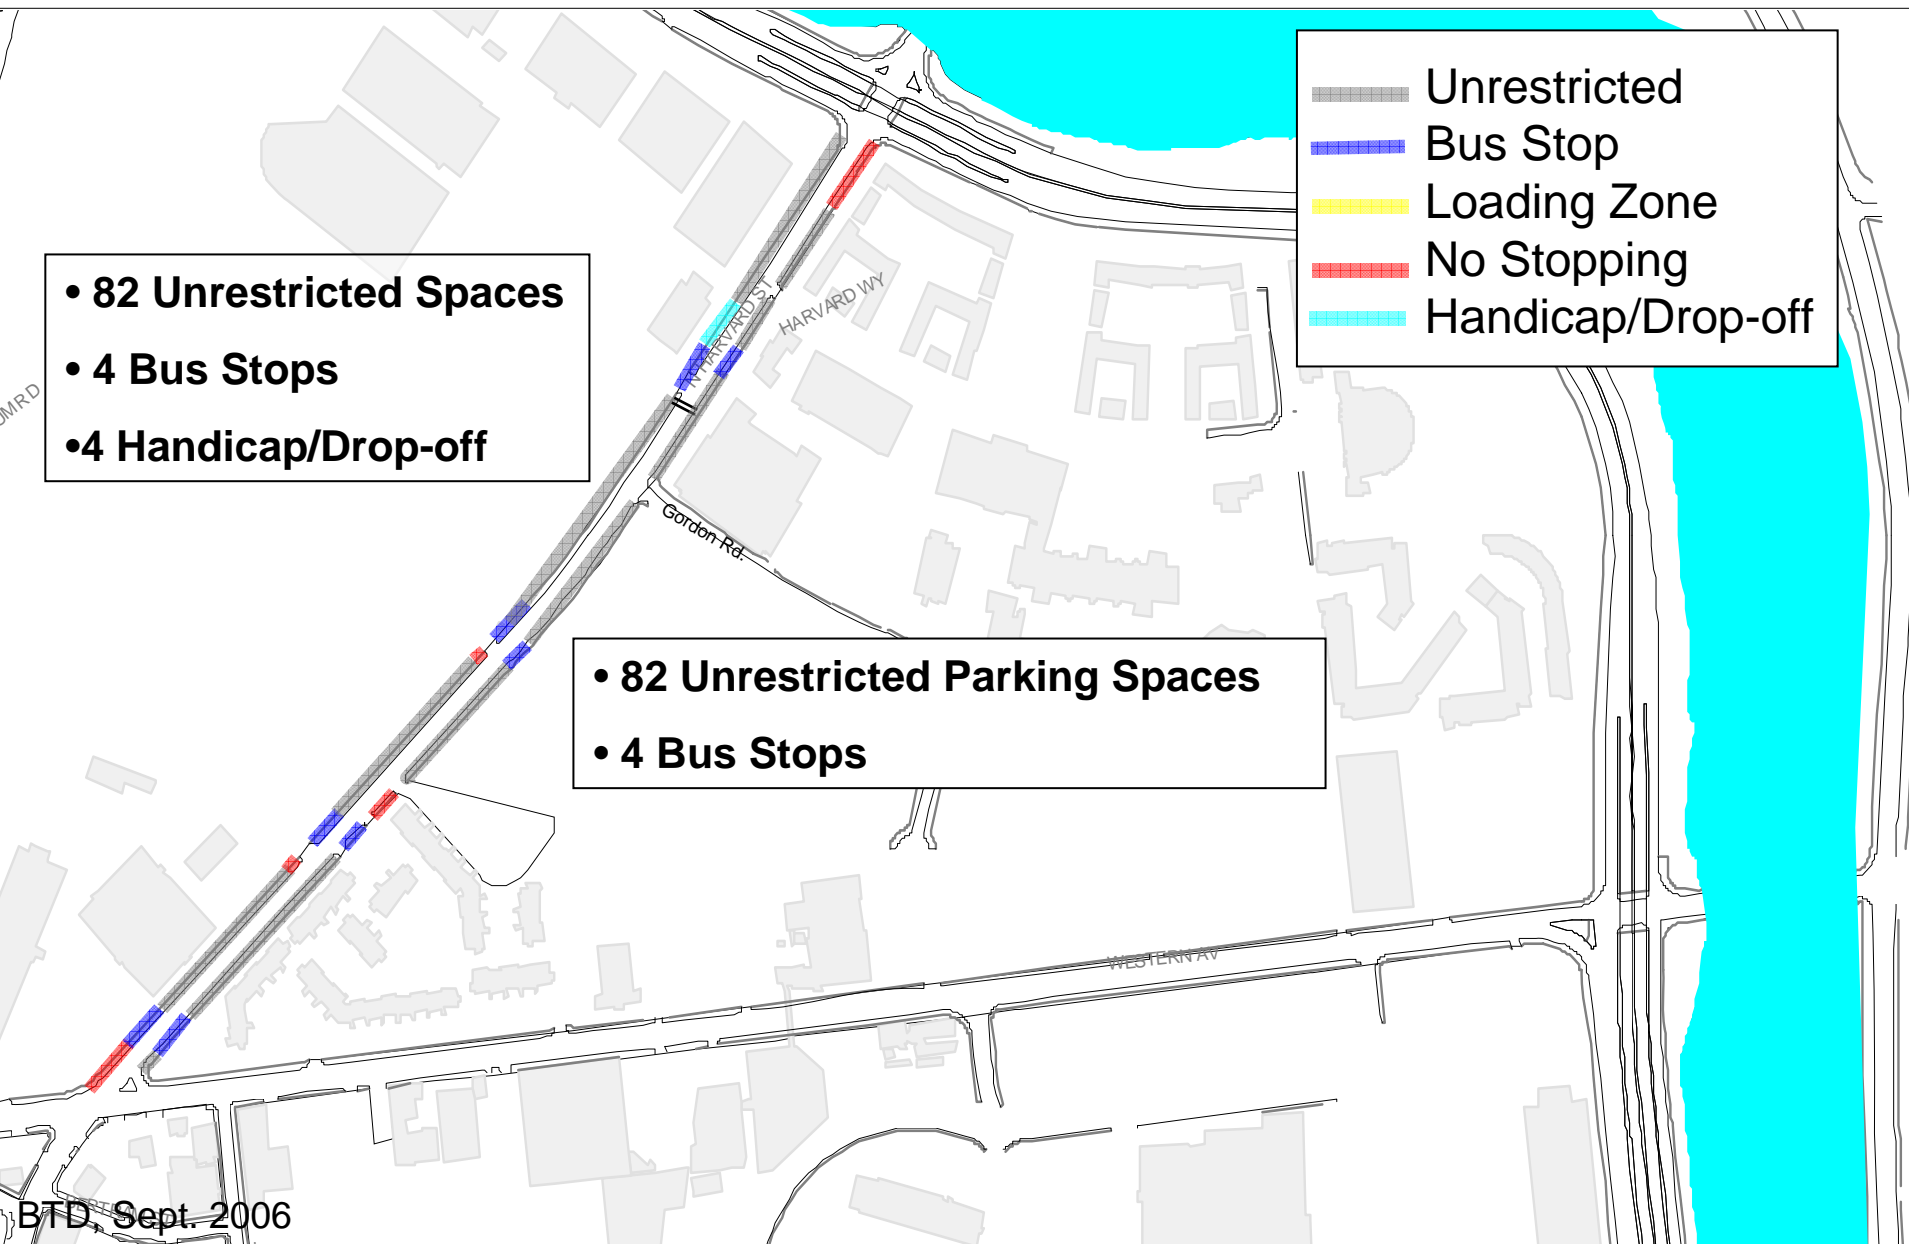 Unrestricted
Bus Stop
Loading Zone
No Stopping
Handicap/Drop-off
• 82 Unrestricted Spaces
• 4 Bus Stops
•4 Handicap/Drop-off
N HARVARD ST
HARVARD WY
Gordon Rd.
• 82 Unrestricted Parking Spaces
• 4 Bus Stops
WESTERN AV
BTD, Sept. 2006